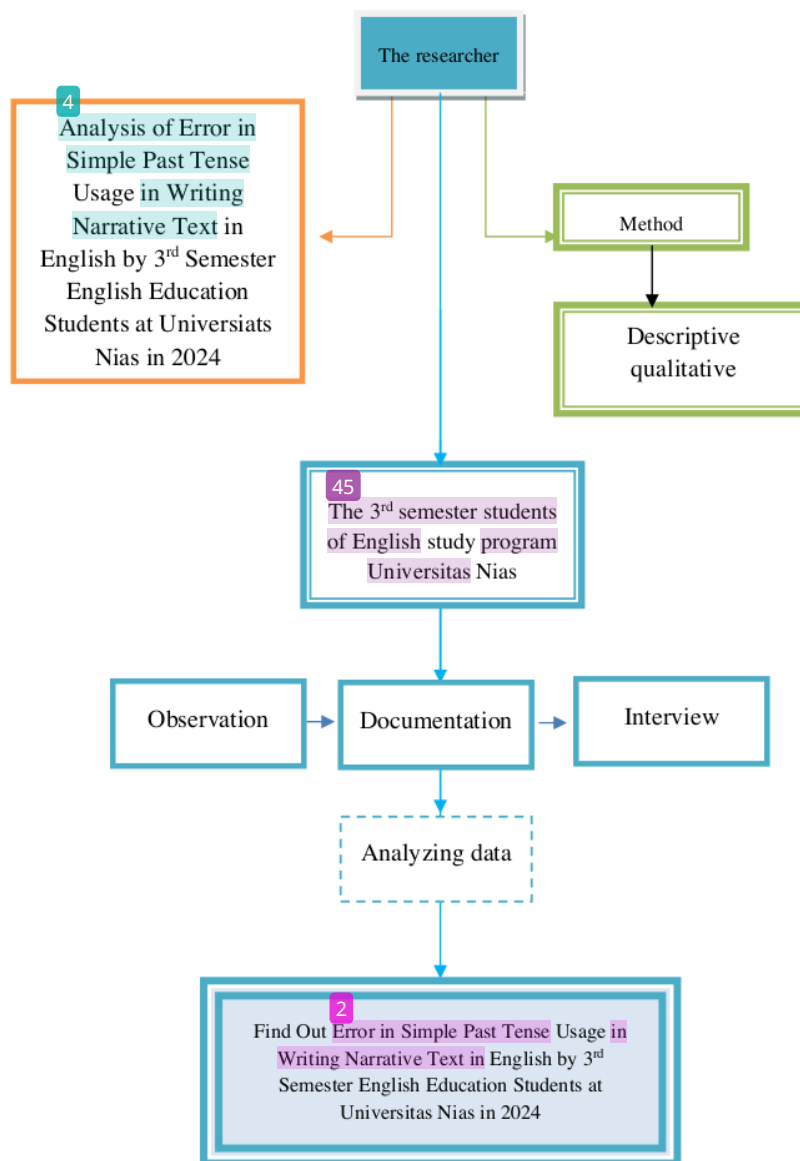 The researcher
4
Analysis of Error in
Simple Past Tense
Usage in Writing
Narrative Text in
English by 3rd Semester
English Education
Students at Universiats
Nias in 2024
Method
Descriptive
qualitative
45
The 3rd semester students
of English study program
Universitas Nias
Observation
Documentation
Interview
Analyzing data
2
Find Out Error in Simple Past Tense Usage in
Writing Narrative Text in English by 3rd
Semester English Education Students at
Universitas Nias in 2024